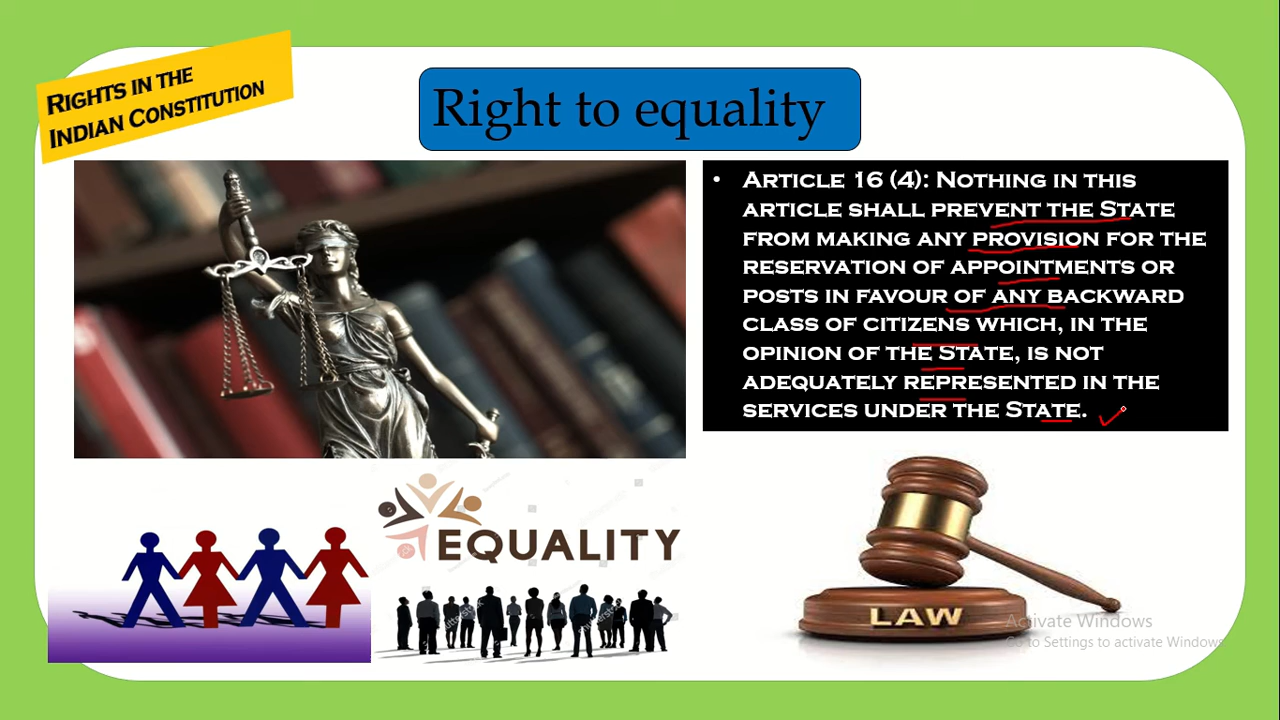 Rights in the
Indian Constitution
Right to equality
• Article 16 (4): Nothing in this
article shall prevent the State
from making any provision for the
reservation of appointments or
posts in favour of any backward
class of citizens which, in the
opinion of the State, is not
adequately represented in the
services under the State.
EQUALITY
LAW
Activate Windows
Go to Settings to activate Windows.